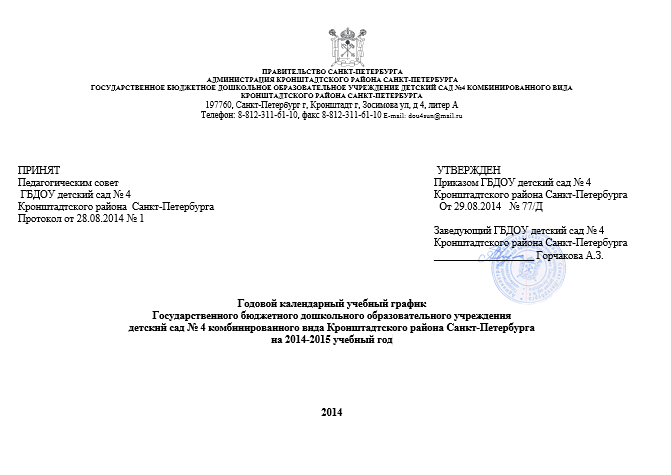 ПРАВИТЕЛЬСТВО САНКТ-ПЕТЕРБУРГА
АДМИНИСТРАЦИЯ КРОНШТАДТСКОГО РАЙОНА САНКТ-ПЕТЕРБУРГА
ГОСУДАРСТВЕННОЕ БЮДЖЕТНОЕ ДОШКОЛЬНОЕ ОБРАЗОВАТЕЛЬНОЕ УЧРЕЖДЕНИЕ ДЕТСКИЙ САД №4 КОМБИНИРОВАННОГО ВИДА
КРОНШТАДТСКОГО РАЙОНА САНКТ-ПЕТЕРБУРГА
197760, Санкт-Петербург г, Кронштадт г, Зосимова ул, д 4, литер А
Телефон: 8-812-311-61-10, факс 8-812-311-61-10 E-mail: dou4sun@mail.ru
ПРИНЯТ
Педагогическим совет
ГБДОУ детский сад № 4
Кронштадтского района Санкт-Петербурга
Протокол от 28.08.2014 № 1
УТВЕРЖДЕН
Приказом ГБДОУ детский сад № 4
Кронштадтского района Санкт-Петербурга
От 29.08.2014 № 77/Д
Заведующий ГБДОУ детский сад № 4
Кронштадтского района Санкт-Петербурга
Горчакова А.З.
Годовой календарный учебный график
Государственного бюджетного дошкольного образовательного учреждения
детский сад № 4 комбинированного вида Кронштадтского района Санкт-Петербурга
на 2014-2015 учебный год
2014